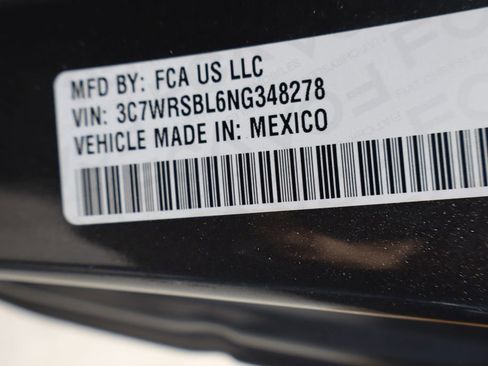 MFD BY: FCA US LLC
VIN: 3C7WRSBL6NG348278
VEHICLE MADE IN: MEXICO